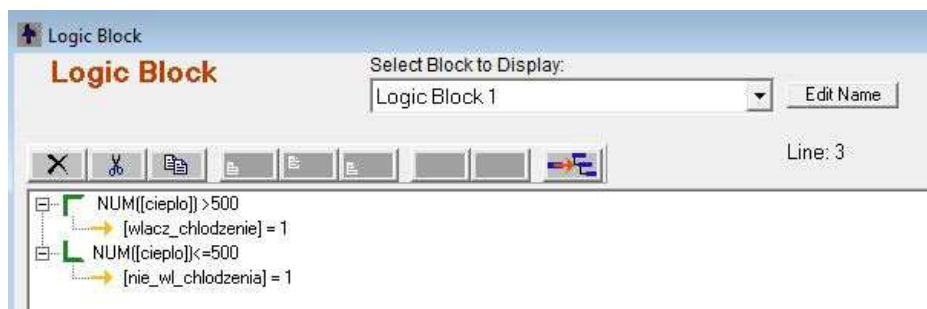 Logic Block
Logic Block
Select Block to Display:
Logic Block 1
Edit Name
Line: 3
NUM([cieplo]) >500
[wlacz_chlodzenie] = 1
NUM([cieplo])<=500
[nie_wl_chlodzenia] = 1